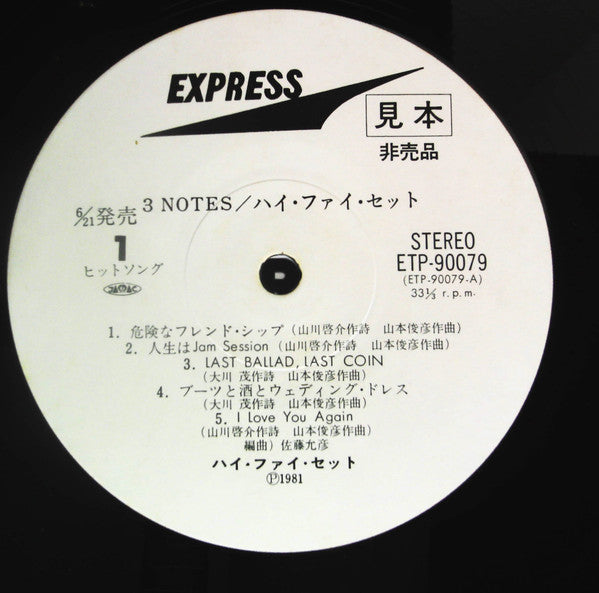 EXPRESS
見本
非売品
6/21発売
3 NOTES/ハイ・ファイ・セット
1
ヒットソング
JASRAC
STEREO
ETP-90079
(ETP-90079-A)
33⅓ r.p.m.
1. 危険なフレンド・シップ(山川啓介作詩 山本俊彦作曲)
2. 人生はJam Session(山川啓介作詩 山本俊彦作曲)
3. LAST BALLAD, LAST COIN
(大川 茂作詩 山本俊彦作曲)
4. ブーツと酒とウェディング・ドレス
(大川 茂作詩 山本俊彦作曲)
5. I Love You Again
(山川啓介作詩 山本俊彦作曲)
編曲)佐藤允彦
ハイ・ファイ・セット
Ⓟ1981